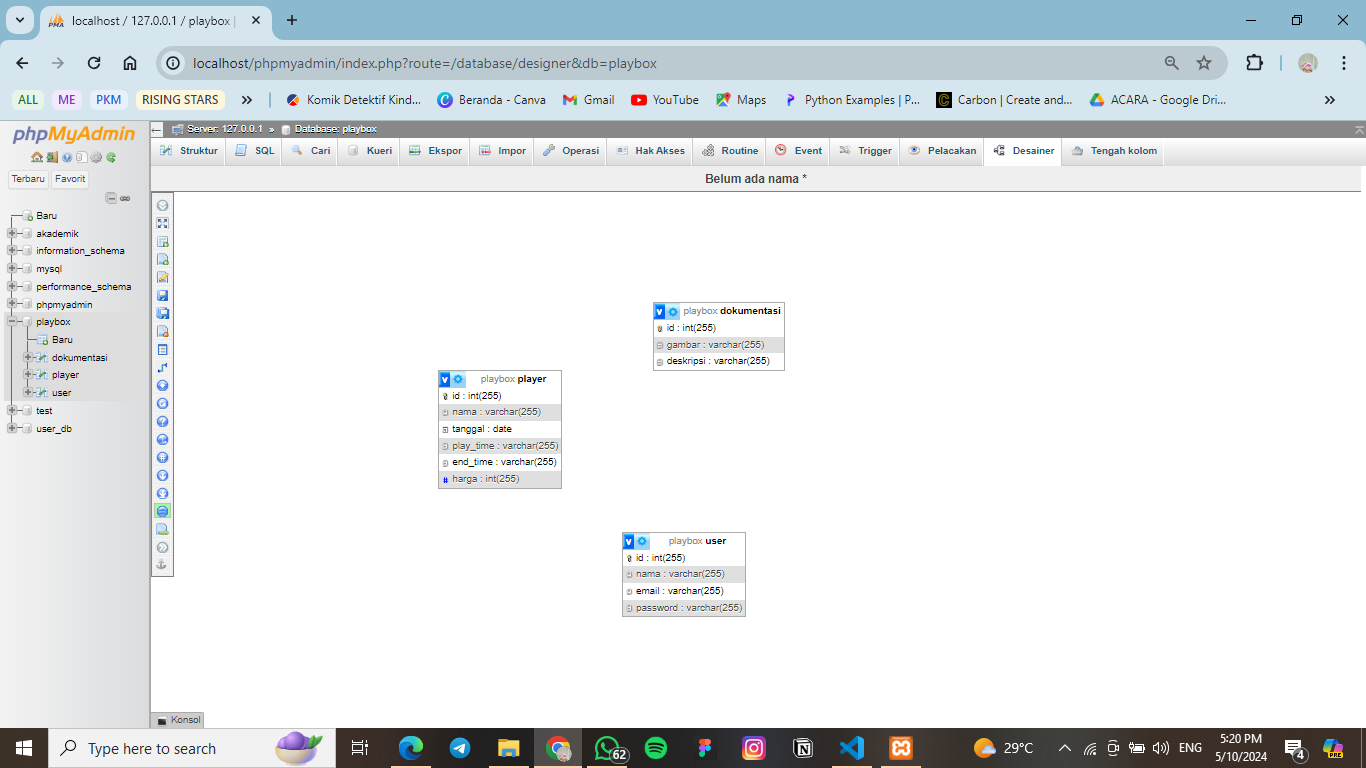 localhost / 127.0.0.1 / playbox |
localhost/phpmyadmin/index.php?route=/database/designer&db=playbox
ALL ME PKM RISING STARS Komik Detektif Kind... Beranda - Canva Gmail YouTube Maps Python Examples | P... Carbon | Create and... ACARA - Google Dri...
phpMyAdmin
Server: 127.0.0.1 » Database: playbox
Struktur SQL Cari Kueri Ekspor Impor Operasi Hak Akses Routine Event Trigger Pelacakan Desainer Tengah kolom
Terbaru Favorit
Belum ada nama *
Baru
akademik
information_schema
mysql
performance_schema
phpmyadmin
playbox
Baru
dokumentasi
player
user
test
user_db
playbox dokumentasi
id : int(255)
gambar : varchar(255)
deskripsi : varchar(255)
playbox player
id : int(255)
nama : varchar(255)
tanggal : date
play_time : varchar(255)
end_time : varchar(255)
harga : int(255)
playbox user
id : int(255)
nama : varchar(255)
email : varchar(255)
password : varchar(255)
Konsol
Type here to search
62
29°C
ENG
5:20 PM
5/10/2024
4
PRE